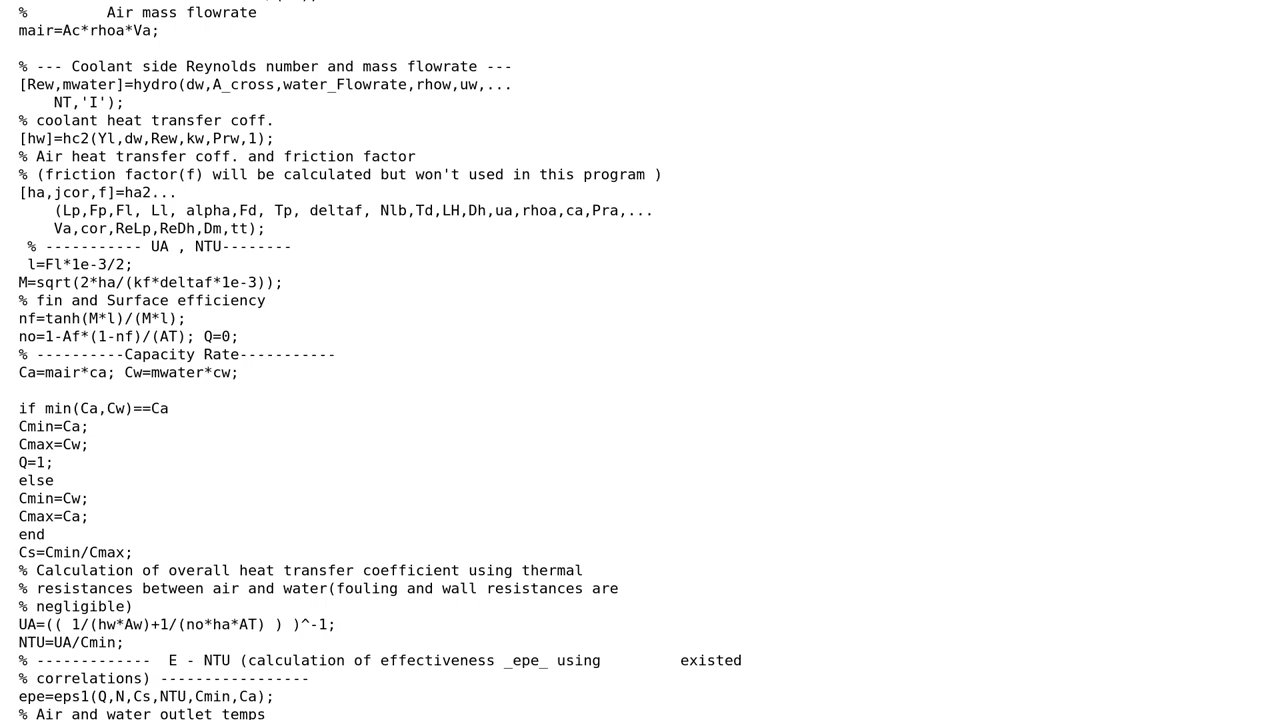 %         Air mass flowrate
mair=Ac*rhoa*Va;
% --- Coolant side Reynolds number and mass flowrate ---
[Rew,mwater]=hydro(dw,A_cross,water_Flowrate,rhow,uw,...
    NT,'I');
% coolant heat transfer coff.
[hw]=hc2(Yl,dw,Rew,kw,Prw,1);
% Air heat transfer coff. and friction factor
% (friction factor(f) will be calculated but won't used in this program )
[ha,jcor,f]=ha2...
    (Lp,Fp,Fl, Ll, alpha,Fd, Tp, deltaf, Nlb,Td,LH,Dh,ua,rhoa,ca,Pra,...
    Va,cor,ReLp,ReDh,Dm,tt);
 % ----------- UA , NTU--------
 l=Fl*1e-3/2;
M=sqrt(2*ha/(kf*deltaf*1e-3));
% fin and Surface efficiency
nf=tanh(M*l)/(M*l);
no=1-Af*(1-nf)/(AT); Q=0;
% ----------Capacity Rate-----------
Ca=mair*ca; Cw=mwater*cw;
if min(Ca,Cw)==Ca
Cmin=Ca;
Cmax=Cw;
Q=1;
else
Cmin=Cw;
Cmax=Ca;
end
Cs=Cmin/Cmax;
% Calculation of overall heat transfer coefficient using thermal
% resistances between air and water(fouling and wall resistances are
% negligible)
UA=(( 1/(hw*Aw)+1/(no*ha*AT) ) )^-1;
NTU=UA/Cmin;
% -------------  E - NTU (calculation of effectiveness _epe_ using         existed
% correlations) -----------------
epe=eps1(Q,N,Cs,NTU,Cmin,Ca);
% Air and water outlet temps